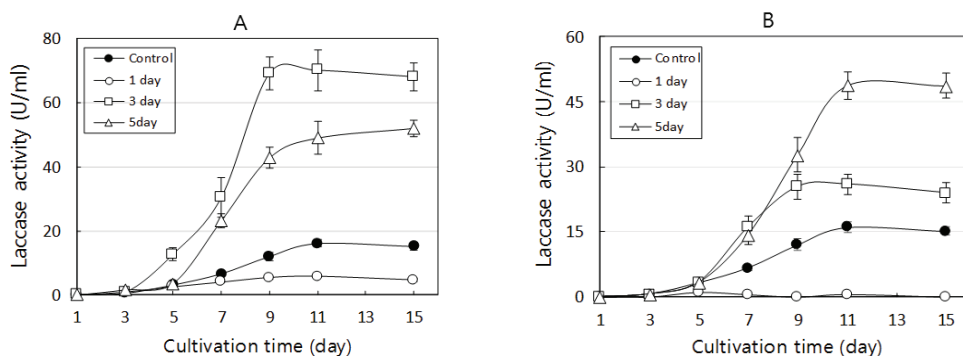 A
Laccase activity (U/ml)
80
60
40
20
0
Control
1 day
3 day
5day
1 3 5 7 9 11 13 15
Cultivation time (day)
B
Laccase activity (U/ml)
60
45
30
15
0
Control
1 day
3 day
5day
1 3 5 7 9 11 13 15
Cultivation time (day)